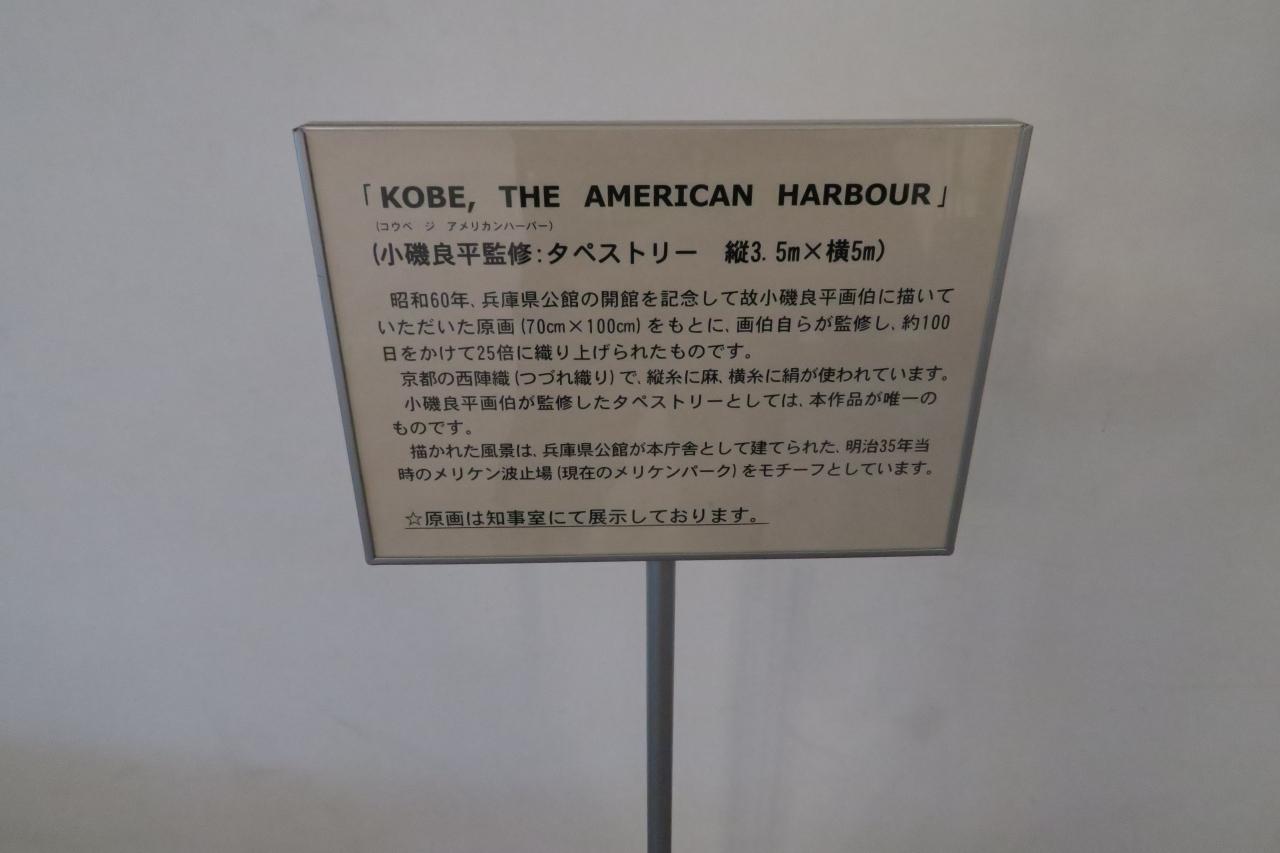 「KOBE, THE AMERICAN HARBOUR」
(コウベ ジ アメリカンハーバー)
(小磯良平監修:タペストリー 縦3.5m×横5m)
昭和60年、兵庫県公館の開館を記念して故小磯良平画伯に描いて
いただいた原画(70cm×100cm)をもとに、画伯自らが監修し、約100
日をかけて25倍に織り上げられたものです。
京都の西陣織(つづれ織り)で、縦糸に麻、横糸に絹が使われています。
小磯良平画伯が監修したタペストリーとしては、本作品が唯一の
ものです。
描かれた風景は、兵庫県公館が本庁舎として建てられた、明治35年当
時のメリケン波止場(現在のメリケンパーク)をモチーフとしています。
☆原画は知事室にて展示しております。